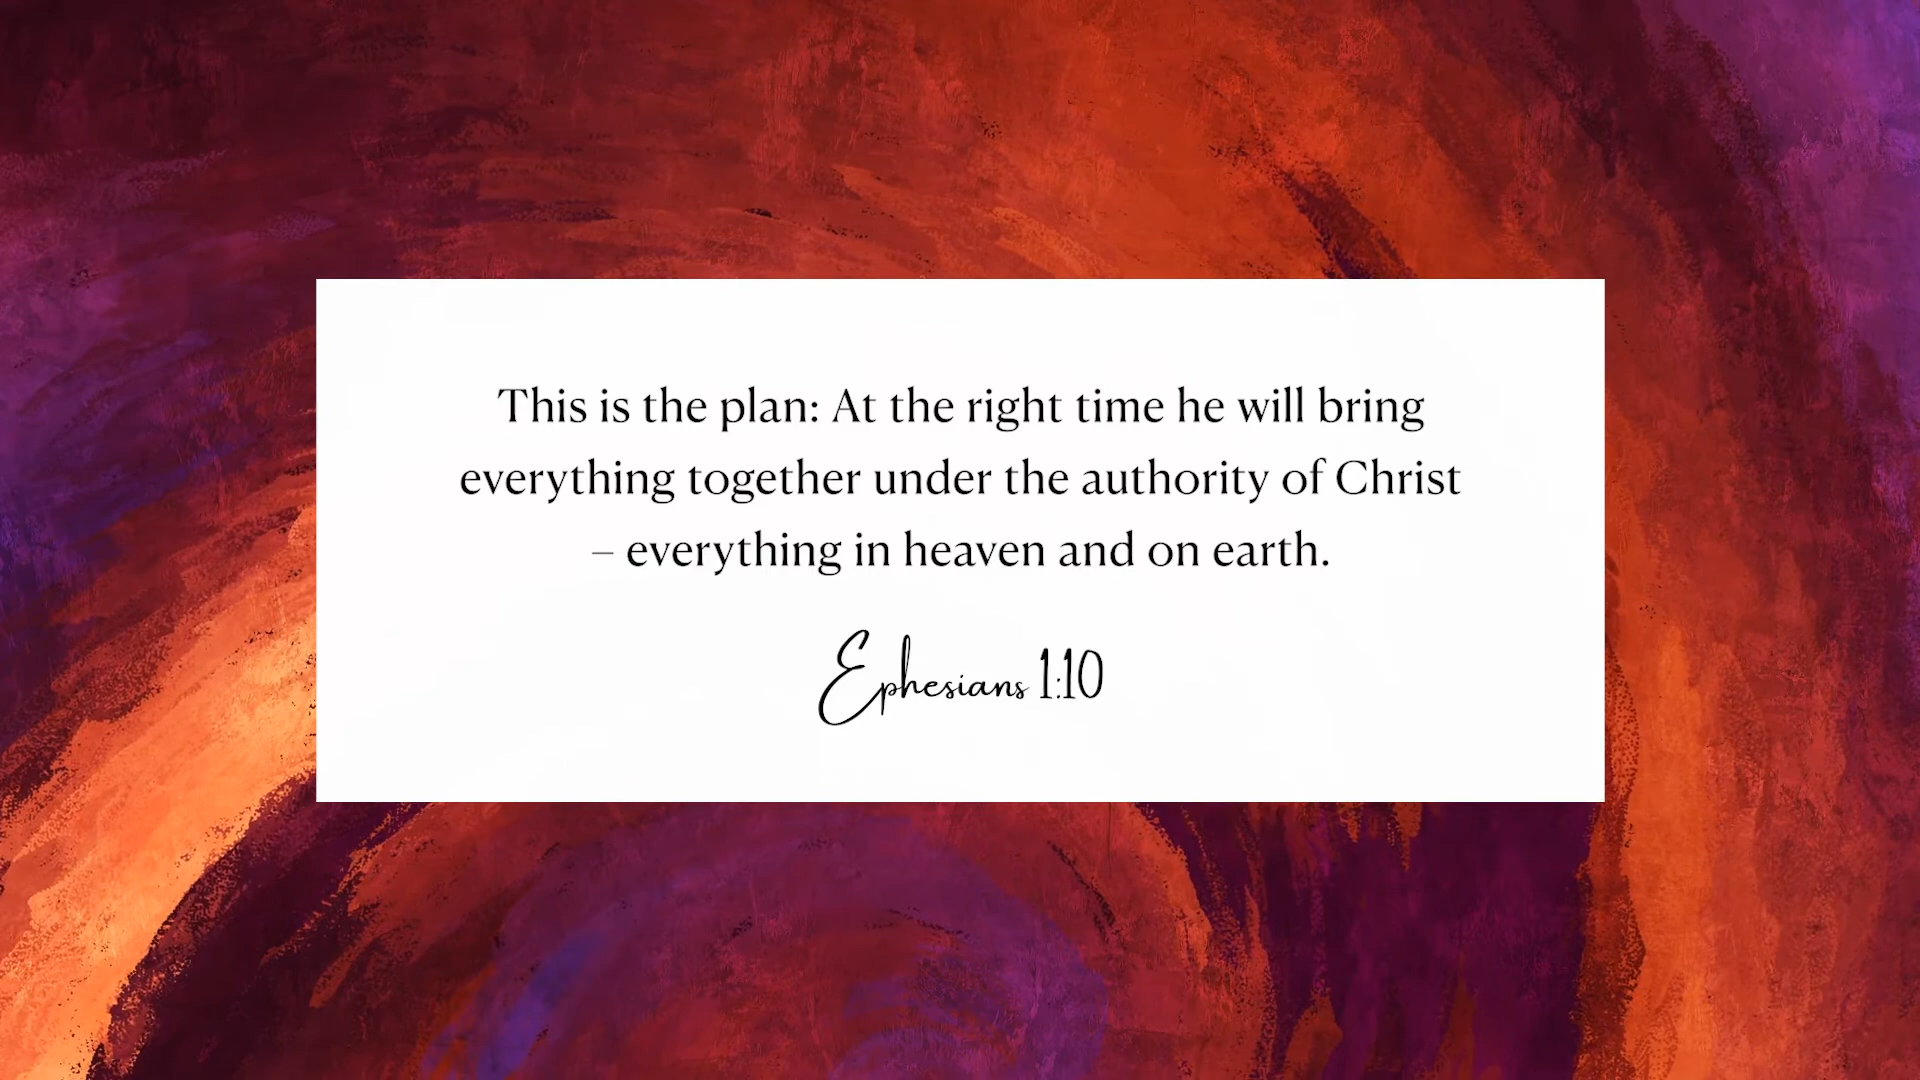 This is the plan: At the right time he will bring
everything together under the authority of Christ
– everything in heaven and on earth.
Ephesians 1:10